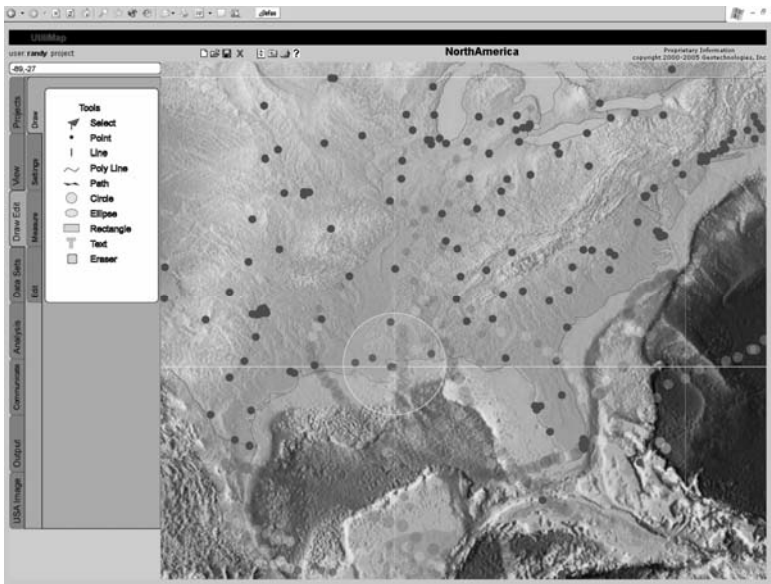 UtiliMap
user: randy project:
NorthAmerica
Proprietary Information
copyright 2000-2005 Geotechnologies, Inc
-89,-27
Projects
View
Draw Edit
Data Sets
Analysis
Communicate
Output
USA Image
Draw
Settings
Measure
Edit
Tools
Select
Point
Line
Poly Line
Path
Circle
Ellipse
Rectangle
Text
Eraser